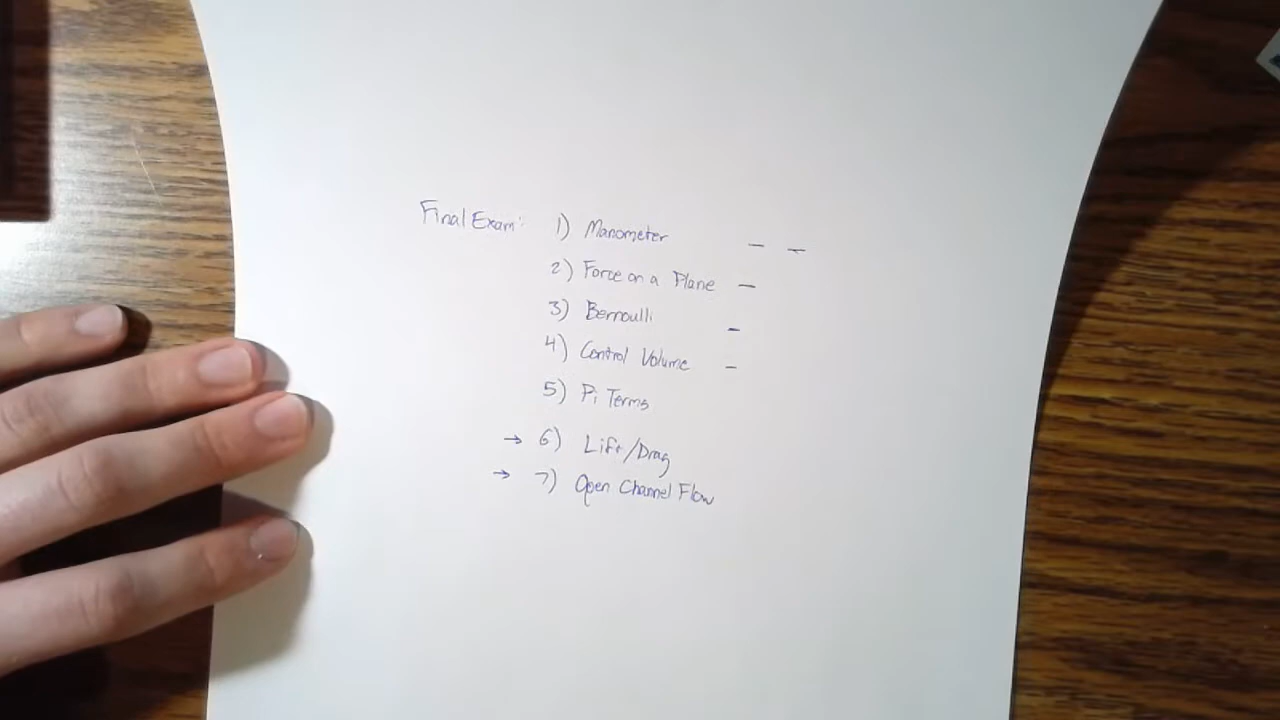 Final Exam: 1) Manometer — —
2) Force on a Plane —
3) Bernoulli —
4) Control Volume —
5) Pi Terms
→ 6) Lift/Drag
→ 7) Open Channel Flow